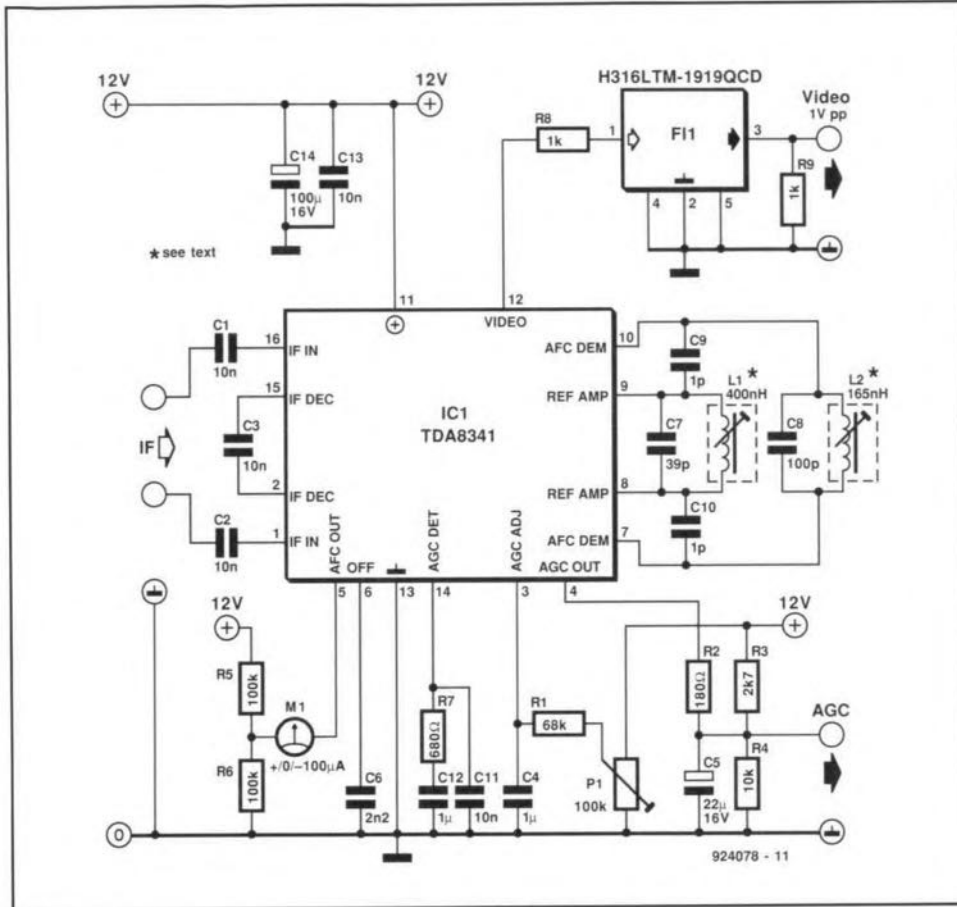 H316LTM-1919QCD
12V
12V
Video
1V pp
R8
1k
1
FI1
3
C14
C13
100µ
16V
10n
R9
1k
4
2
5
* see text
11
12
VIDEO
C1
10n
16
IF IN
AFC DEM
10
C9
1p
15
IF DEC
REF AMP
9
L1 *
400nH
L2 *
165nH
IF
C3
10n
IC1
TDA8341
C7
39p
C8
100p
2
IF DEC
REF AMP
8
C2
10n
1
IF IN
C10
1p
AFC DEM
7
AFC OUT
OFF
AGC DET
AGC ADJ
AGC OUT
5
6
13
14
3
4
12V
12V
R5
100k
R2
180Ω
R3
2k7
M1
+/0/–100µA
R7
680Ω
R1
68k
AGC
R6
100k
P1
100k
R4
10k
C6
2n2
C12
1µ
C11
10n
C4
1µ
C5
22µ
16V
0
924078 - 11